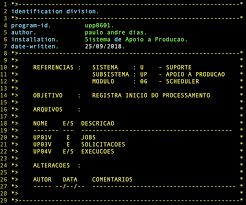 1 *>----------------------------------------------------------------
2 identification division.
3 *>----------------------------------------------------------------
4 program-id. upp0601.
5 author. paulo andre dias.
6 installation. Sistema de Apoio a Producao.
7 date-written. 25/09/2018.
8 *>----------------------------------------------------------------
9 *>
10 *> REFERENCIAS : SISTEMA : U - SUPORTE
11 *> SUBSISTEMA : UP - APOIO A PRODUCAO
12 *> MODULO : 06 - SCHEDULER
13 *>
14 *> OBJETIVO : REGISTRA INICIO DO PROCESSAMENTO
15 *>
16 *> ARQUIVOS :
17 *>
18 *> NOME E/S DESCRICAO
19 *> ----- --- ----------
20 *> UP01V E JOBS
21 *> UP03V E SOLICITACOES
22 *> UP04V E/S EXECUCOES
23 *>
24 *> ALTERACOES :
25 *>
26 *> AUTOR DATA COMENTARIOS
27 *> ----- --/--/-- -----------
28 *>
29 *>----------------------------------------------------------------